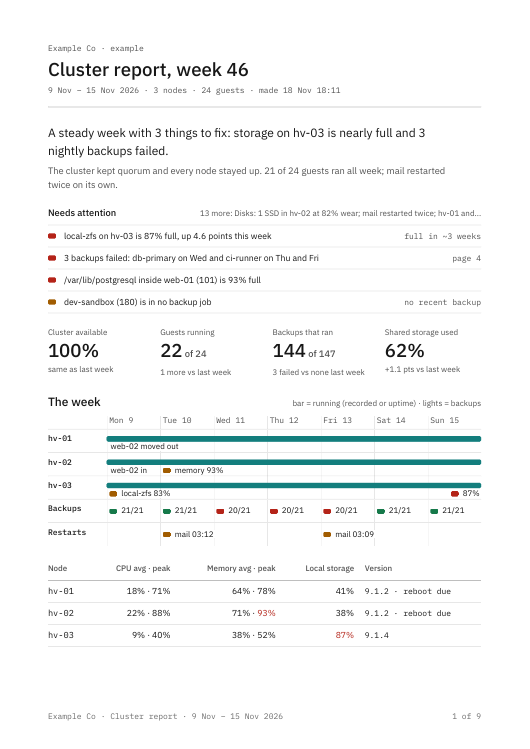 Example Co · example
Cluster report, week 46
9 Nov – 15 Nov 2026 · 3 nodes · 24 guests · made 18 Nov 18:11
A steady week with 3 things to fix: storage on hv-03 is nearly full and 3
nightly backups failed.
The cluster kept quorum and every node stayed up. 21 of 24 guests ran all week; mail restarted
twice on its own.
Needs attention 13 more: Disks: 1 SSD in hv-02 at 82% wear; mail restarted twice; hv-01 and…
local-zfs on hv-03 is 87% full, up 4.6 points this week full in ~3 weeks
3 backups failed: db-primary on Wed and ci-runner on Thu and Fri page 4
/var/lib/postgresql inside web-01 (101) is 93% full
dev-sandbox (180) is in no backup job no recent backup
Cluster available Guests running Backups that ran Shared storage used
100% 22 of 24 144 of 147 62%
same as last week 1 more vs last week 3 failed vs none last week +1.1 pts vs last week
The week bar = running (recorded or uptime) · lights = backups
Mon 9 Tue 10 Wed 11 Thu 12 Fri 13 Sat 14 Sun 15
hv-01
web-02 moved out
hv-02
web-02 in memory 93%
hv-03
local-zfs 83% 87%
Backups 21/21 21/21 20/21 20/21 20/21 21/21 21/21
Restarts mail 03:12 mail 03:09
Node CPU avg · peak Memory avg · peak Local storage Version
hv-01 18% · 71% 64% · 78% 41% 9.1.2 · reboot due
hv-02 22% · 88% 71% · 93% 38% 9.1.2 · reboot due
hv-03 9% · 40% 38% · 52% 87% 9.1.4
Example Co · Cluster report · 9 Nov – 15 Nov 2026 1 of 9